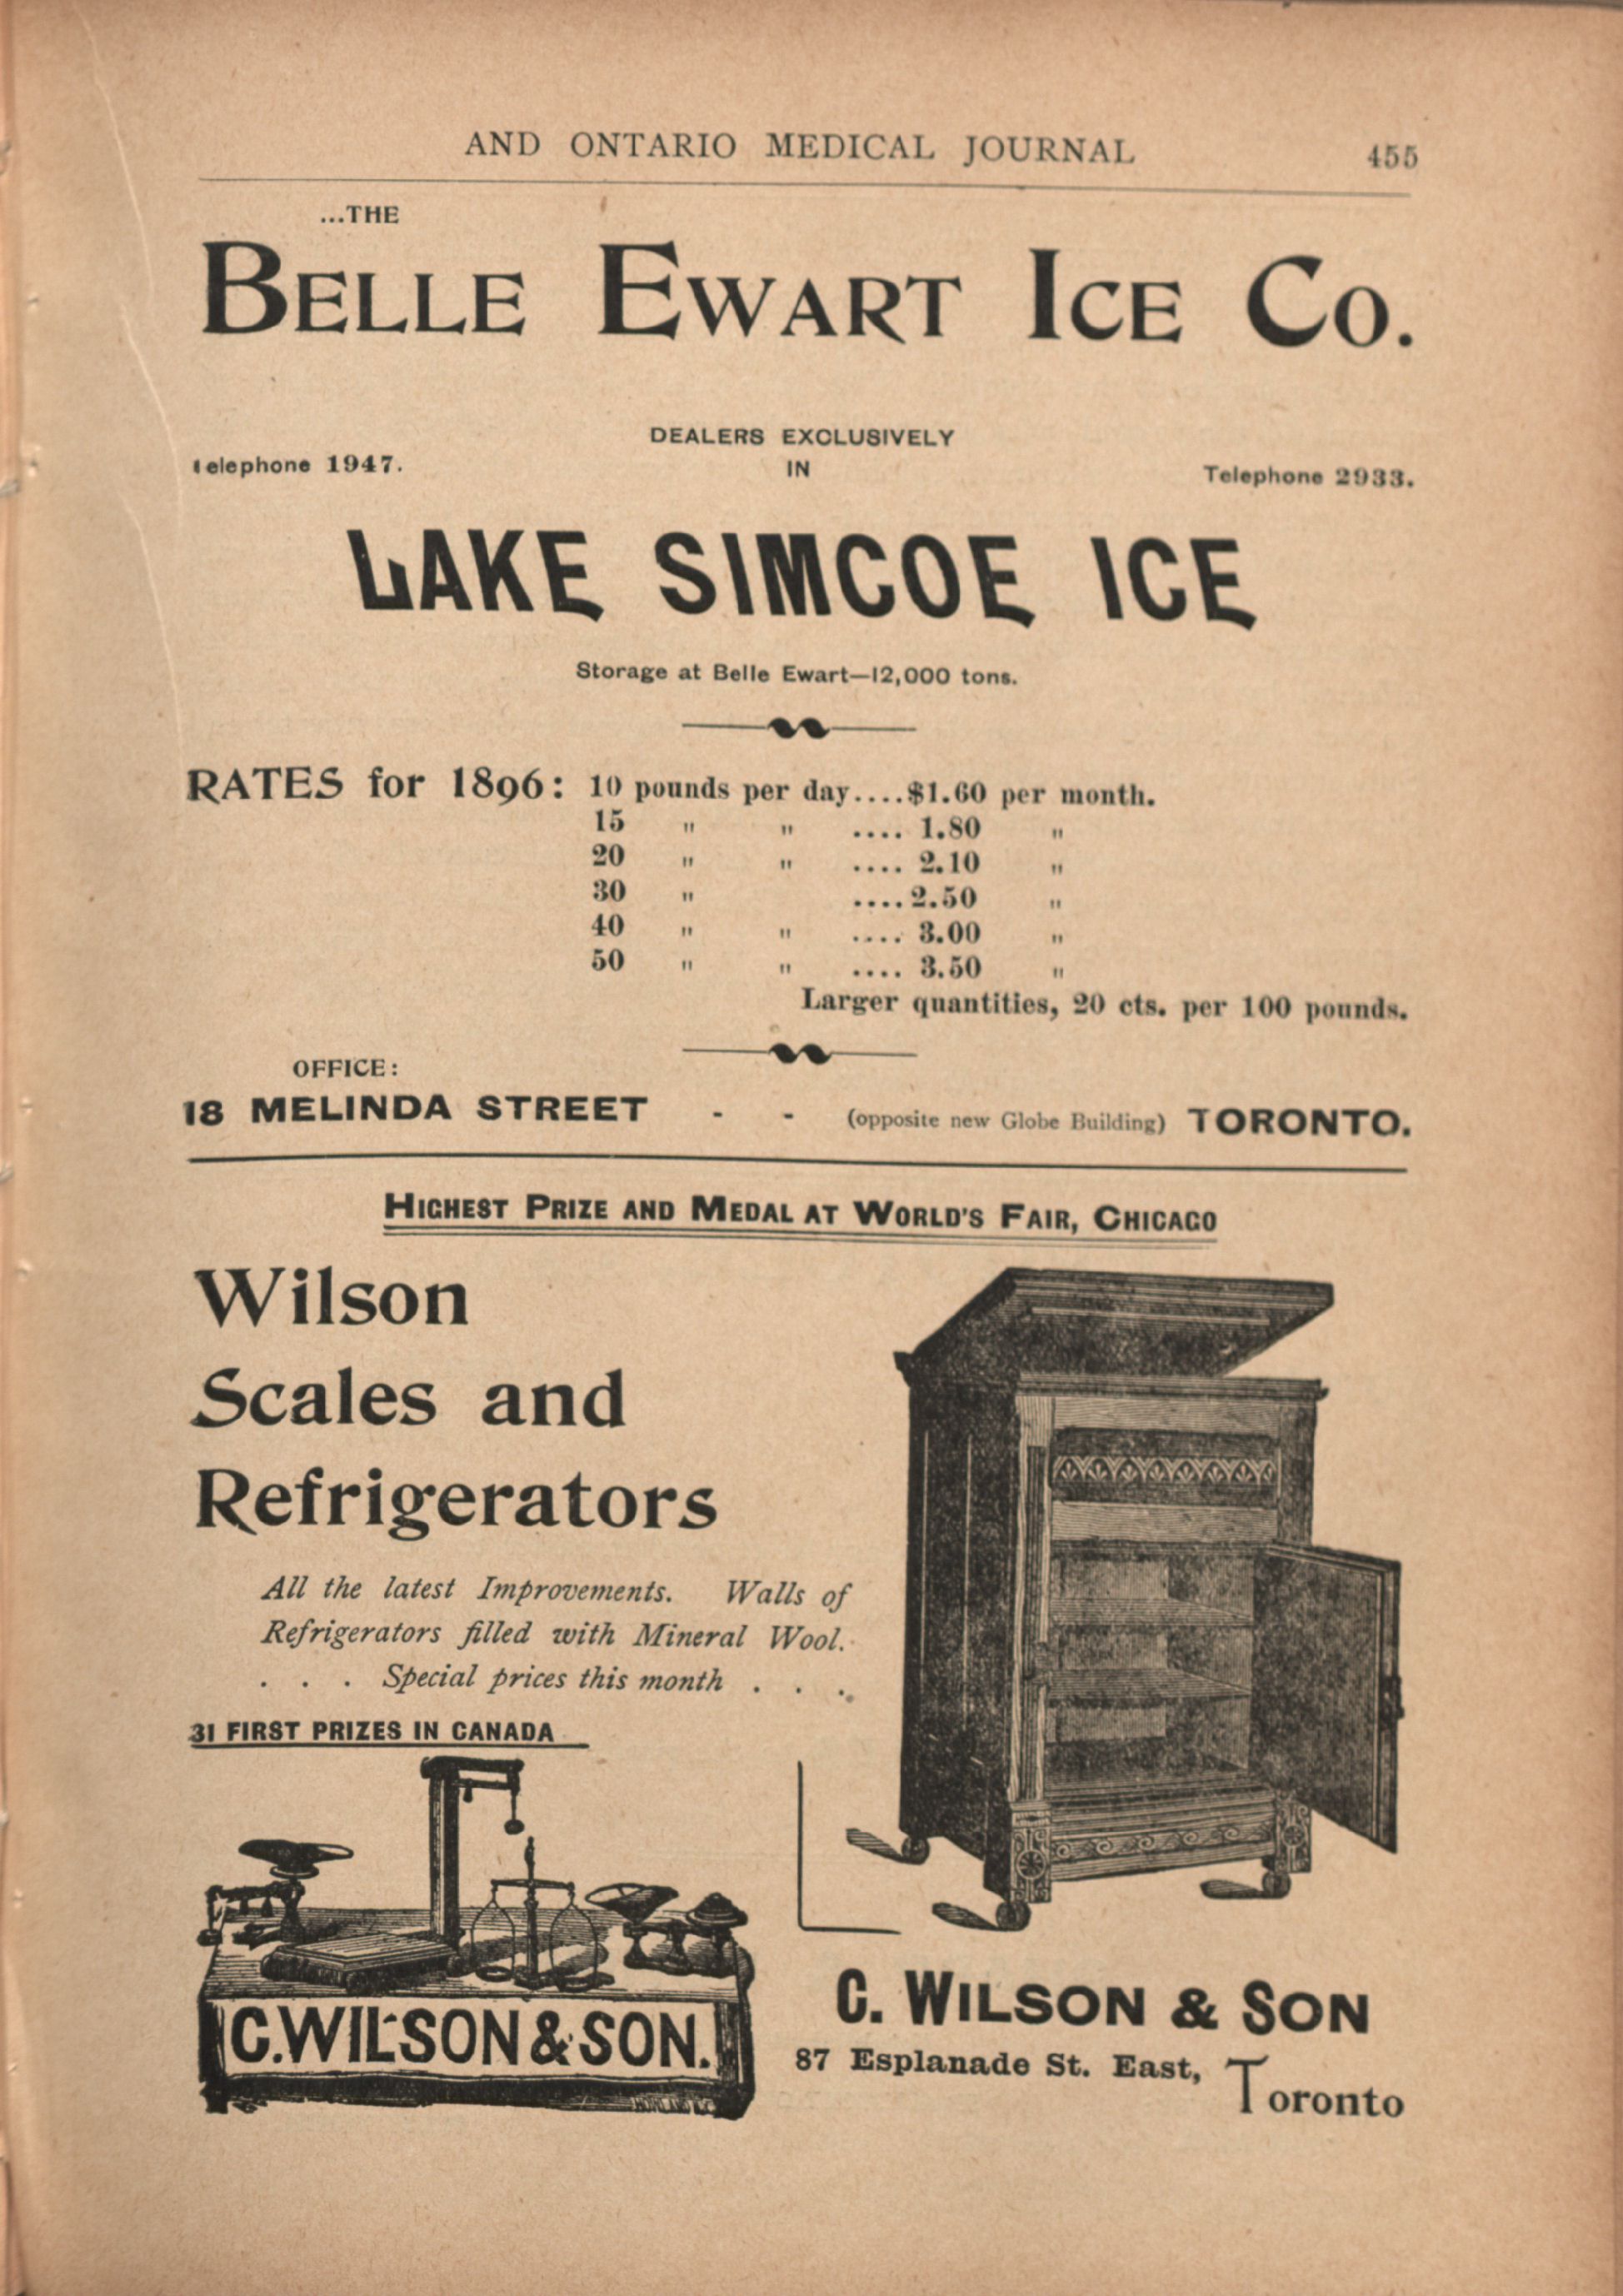 AND ONTARIO MEDICAL JOURNAL 455
...THE
BELLE EWART ICE CO.
DEALERS EXCLUSIVELY
Telephone 1947. IN Telephone 2933.
LAKE SIMCOE ICE
Storage at Belle Ewart—12,000 tons.
RATES for 1896: 10 pounds per day....$1.60 per month.
15 " " .... 1.80 "
20 " " .... 2.10 "
30 " ....2.50 "
40 " " .... 3.00 "
50 " " .... 3.50 "
Larger quantities, 20 cts. per 100 pounds.
OFFICE:
18 MELINDA STREET - - (opposite new Globe Building) TORONTO.
HIGHEST PRIZE AND MEDAL AT WORLD'S FAIR, CHICAGO
Wilson
Scales and
Refrigerators
All the latest Improvements. Walls of
Refrigerators filled with Mineral Wool.
. . . Special prices this month . . .
31 FIRST PRIZES IN CANADA
C. WILSON & SON.
C. WILSON & SON
87 Esplanade St. East, Toronto